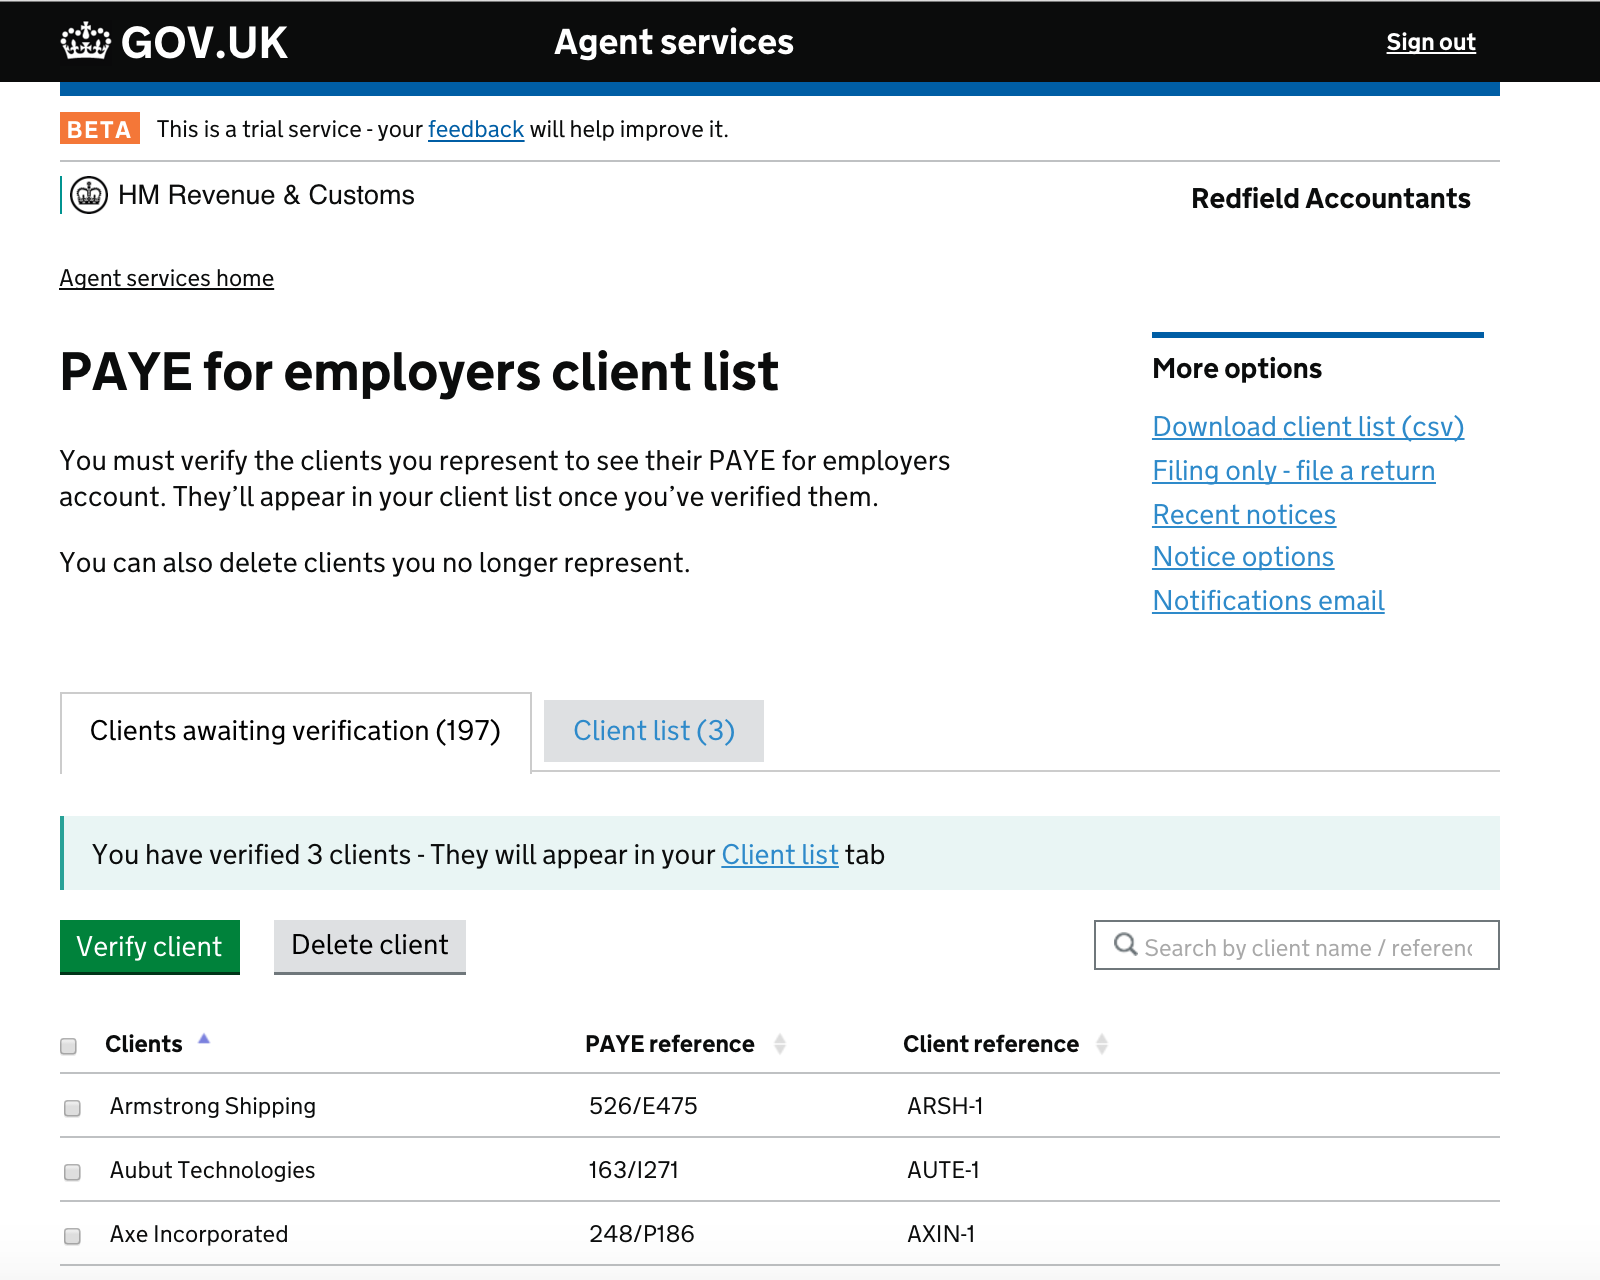 GOV.UK Agent services Sign out
BETA This is a trial service - your feedback will help improve it.
HM Revenue & Customs Redfield Accountants
Agent services home
PAYE for employers client list
You must verify the clients you represent to see their PAYE for employers
account. They’ll appear in your client list once you’ve verified them.
You can also delete clients you no longer represent.
More options
Download client list (csv)
Filing only - file a return
Recent notices
Notice options
Notifications email
Clients awaiting verification (197) Client list (3)
You have verified 3 clients - They will appear in your Client list tab
Verify client Delete client Search by client name / referenc
Clients PAYE reference Client reference
Armstrong Shipping 526/E475 ARSH-1
Aubut Technologies 163/I271 AUTE-1
Axe Incorporated 248/P186 AXIN-1